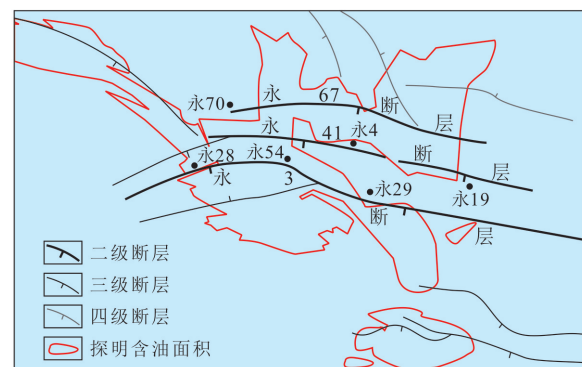 永 67 断 层
永70
永 41 断 层
永4
永28
永54
永 3 断 层
永29
永19
二级断层
三级断层
四级断层
探明含油面积